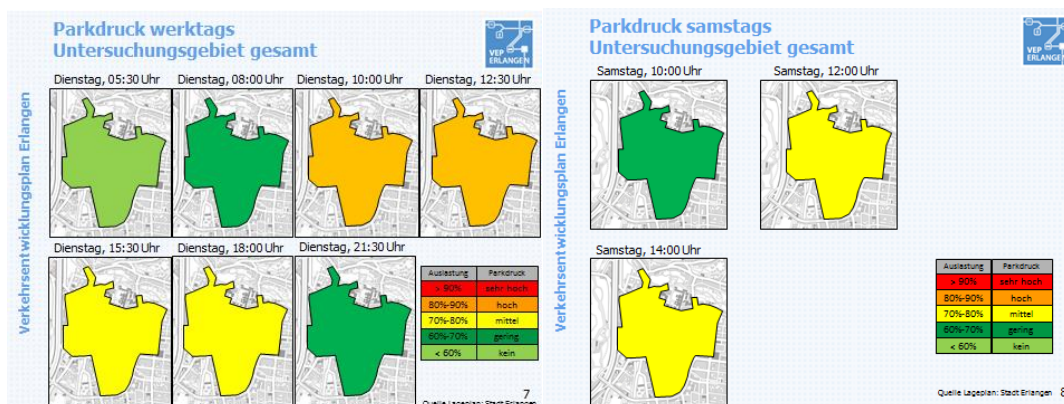 Parkdruck werktags
Untersuchungsgebiet gesamt
VEP
ERLANGEN
Verkehrsentwicklungsplan Erlangen
Dienstag, 05:30 Uhr
Dienstag, 08:00 Uhr
Dienstag, 10:00 Uhr
Dienstag, 12:30 Uhr
Dienstag, 15:30 Uhr
Dienstag, 18:00 Uhr
Dienstag, 21:30 Uhr
Auslastung Parkdruck
> 90% sehr hoch
80%-90% hoch
70%-80% mittel
60%-70% gering
< 60% kein
7
Quelle Lageplan: Stadt Erlangen
Parkdruck samstags
Untersuchungsgebiet gesamt
VEP
ERLANGEN
Verkehrsentwicklungsplan Erlangen
Samstag, 10:00 Uhr
Samstag, 12:00 Uhr
Samstag, 14:00 Uhr
Auslastung Parkdruck
> 90% sehr hoch
80%-90% hoch
70%-80% mittel
60%-70% gering
< 60% kein
Quelle Lageplan: Stadt Erlangen